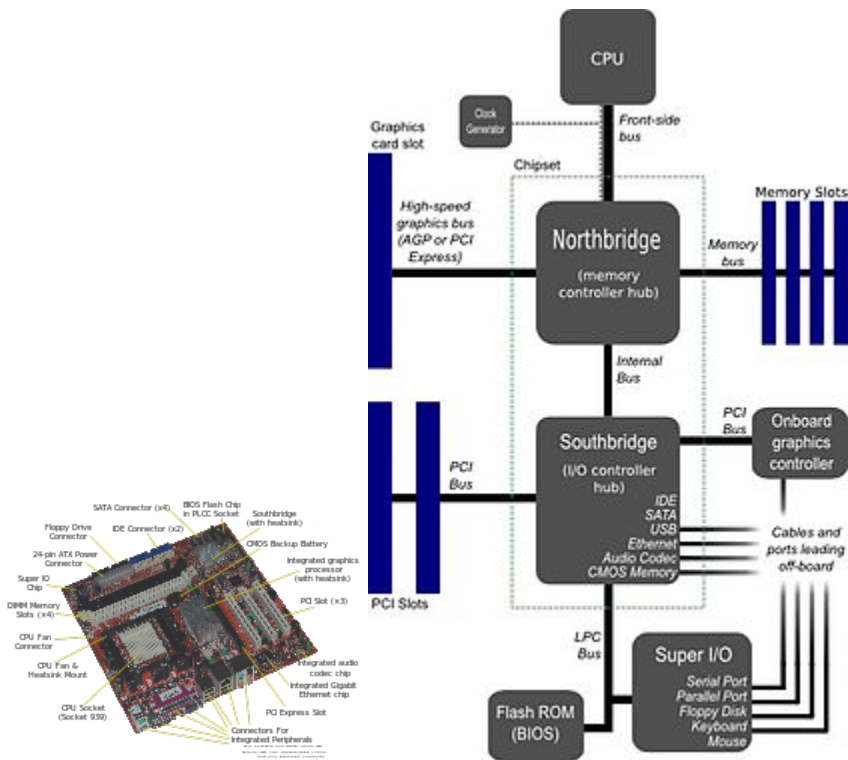 CPU
Clock
Generator
Front-side
bus
Graphics
card slot
Chipset
High-speed
graphics bus
(AGP or PCI
Express)
Northbridge
(memory
controller hub)
Memory Slots
Memory
bus
Internal
Bus
PCI
Bus
Southbridge
(I/O controller
hub)
PCI
Bus
Onboard
graphics
controller
IDE
SATA
USB
Ethernet
Audio Codec
CMOS Memory
Cables and
ports leading
off-board
PCI Slots
LPC
Bus
Super I/O
Serial Port
Parallel Port
Floppy Disk
Keyboard
Mouse
Flash ROM
(BIOS)
SATA Connector (x4)
BIOS Flash Chip
in PLCC Socket
Southbridge
(with heatsink)
Floppy Drive
Connector
IDE Connector (x2)
CMOS Backup Battery
24-pin ATX Power
Connector
Integrated graphics
processor
(with heatsink)
Super IO
Chip
DIMM Memory
Slots (x4)
PCI Slot (x3)
CPU Fan
Connector
CPU Fan &
Heatsink Mount
Integrated audio
codec chip
Integrated Gigabit
Ethernet chip
CPU Socket
(Socket 939)
PCI Express Slot
Connectors For
Integrated Peripherals